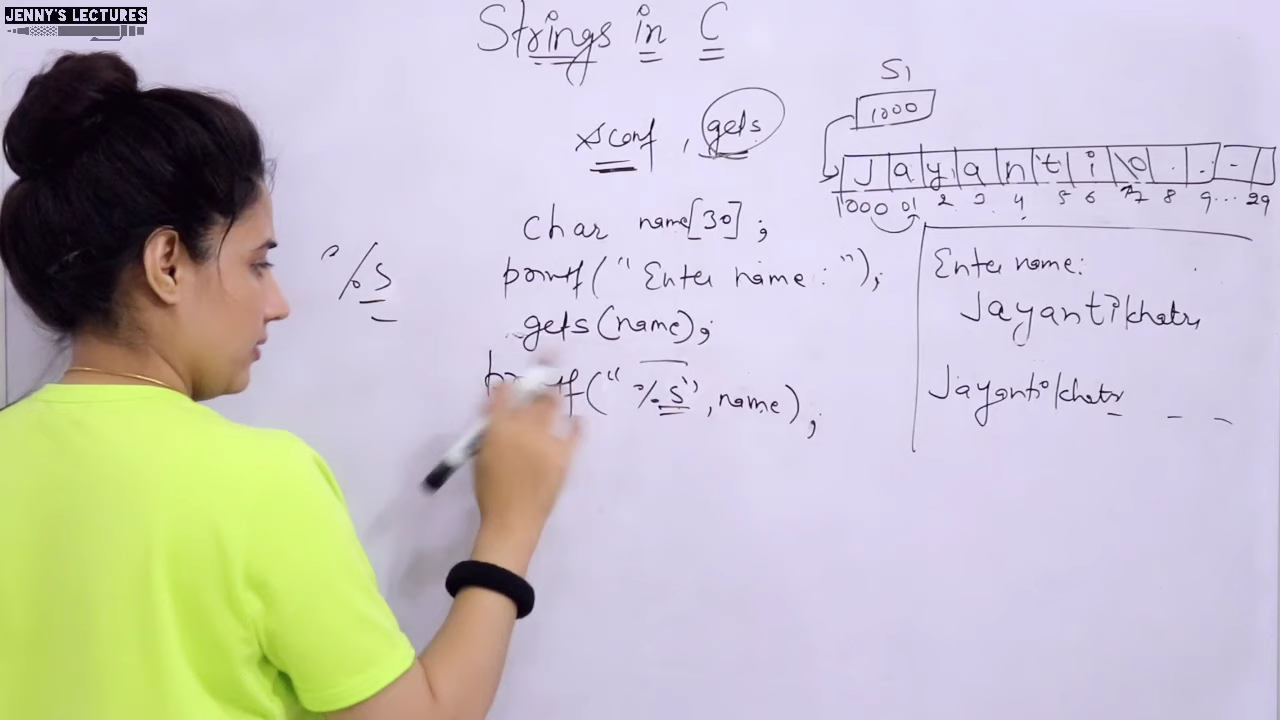 JENNY'S LECTURES
Strings in C
scanf, gets
S1
1000
J a y a n t i \0 . . -
1000 01 2 3 4 5 6 7 8 9... 29
char name[30];
%s
printf("Enter name:");
gets(name);
printf("%s", name);
Enter name:
Jayanti khatri
Jayanti khatri